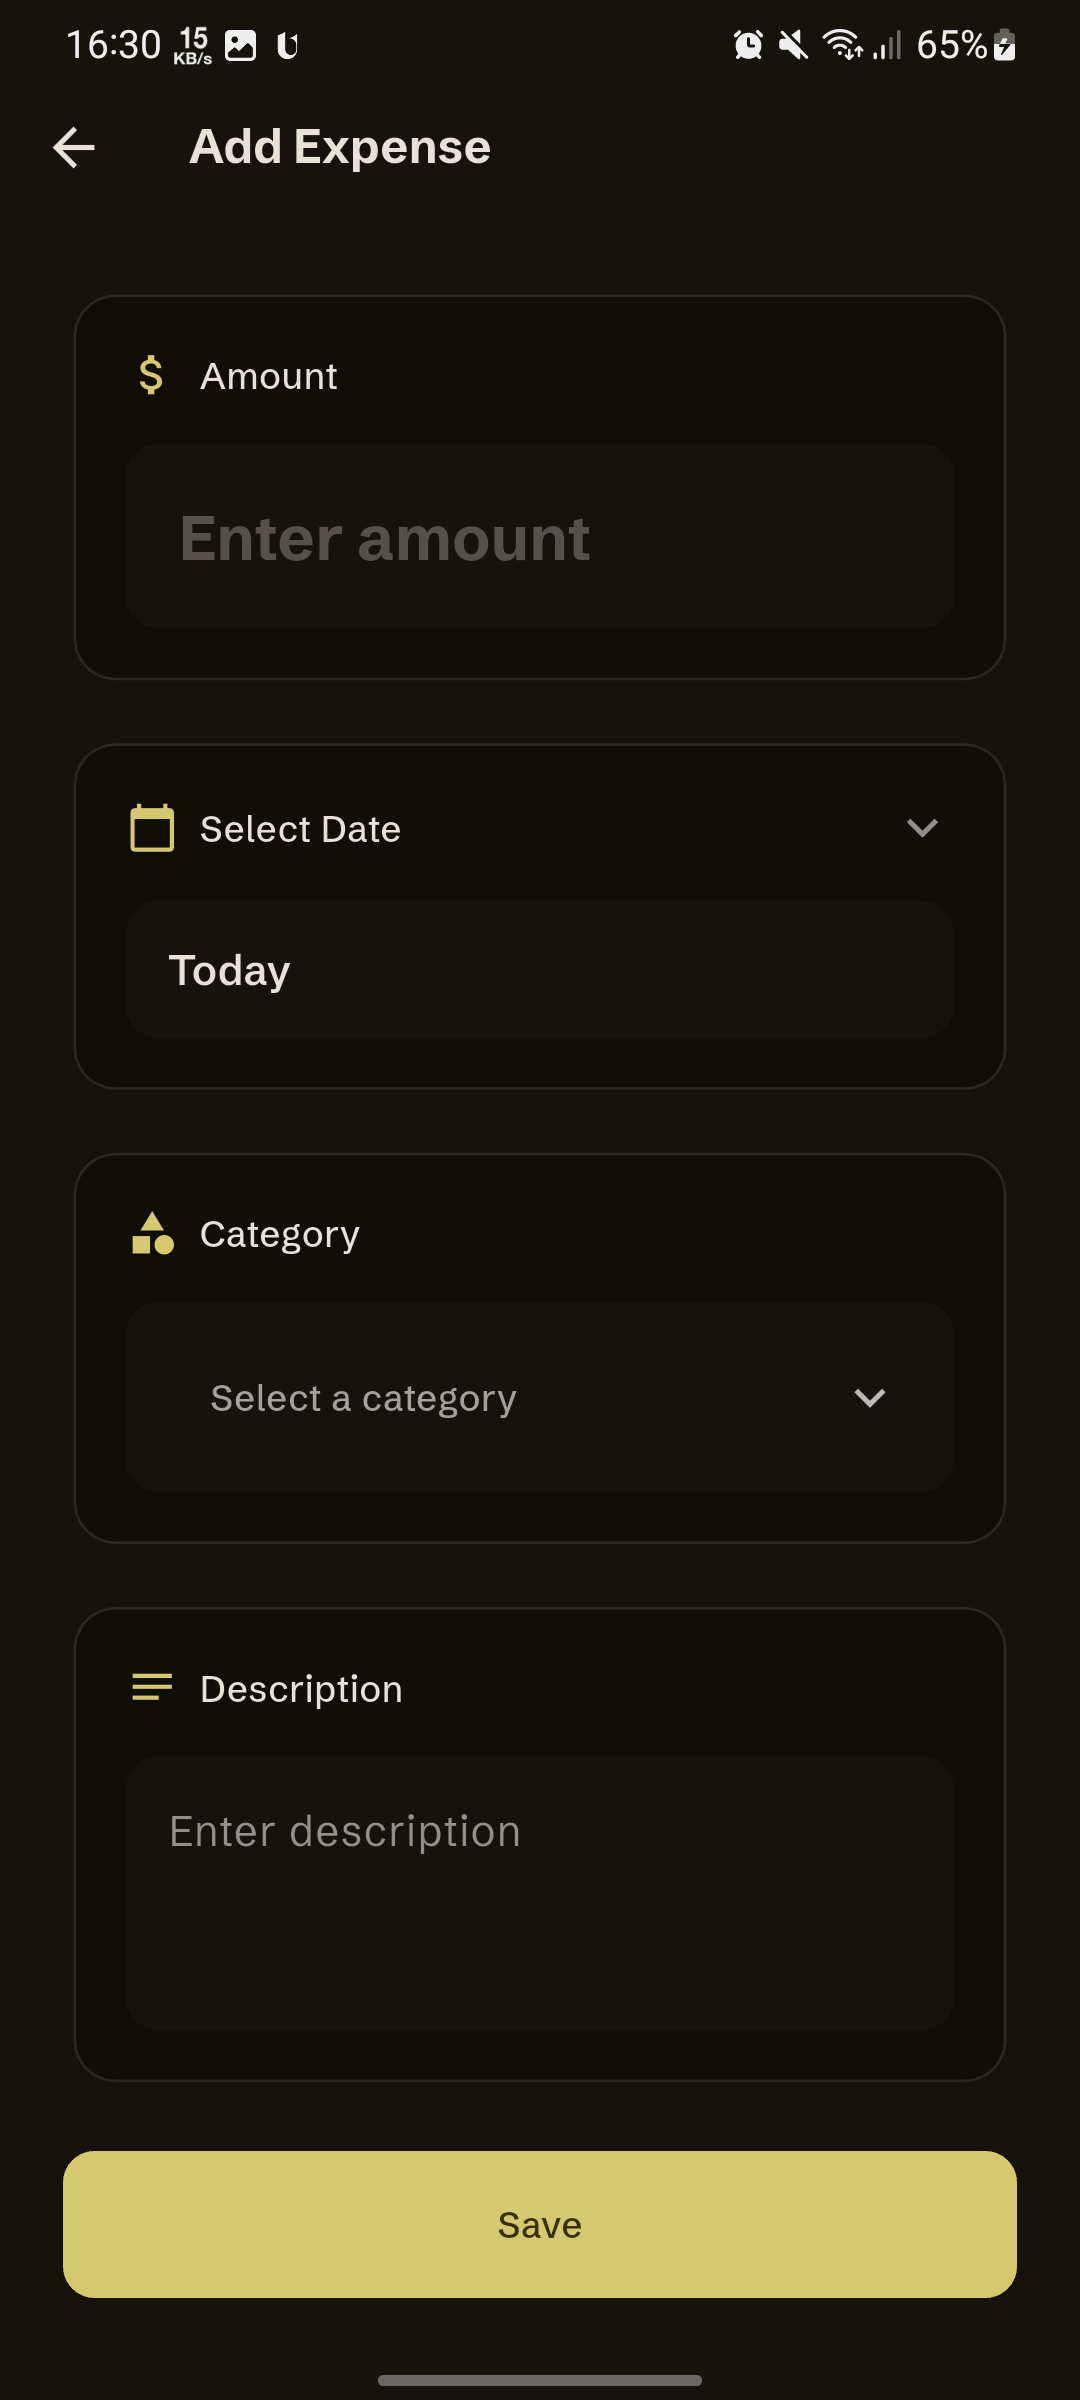 16:30 15 KB/s 65%
Add Expense
$ Amount
Enter amount
Select Date
Today
Category
Select a category
Description
Enter description
Save